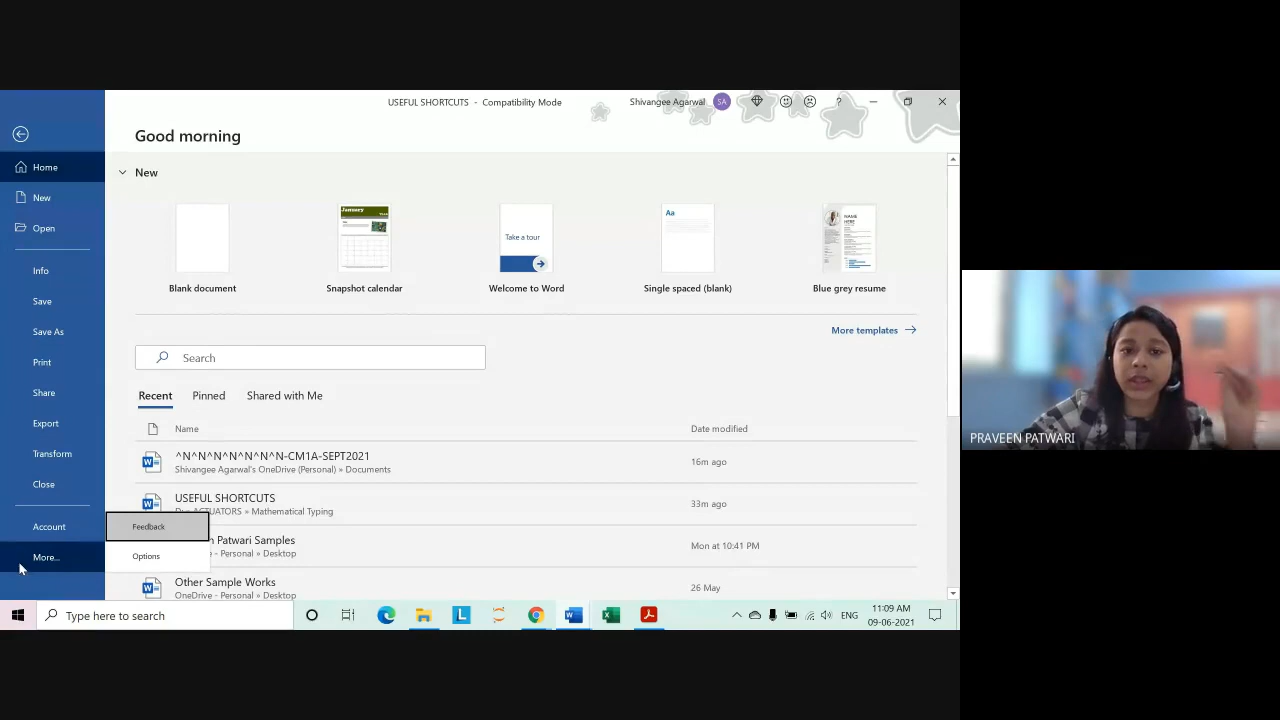 USEFUL SHORTCUTS - Compatibility Mode
Shivangee Agarwal SA ?
Good morning
Home
New
Open
Info
Save
Save As
Print
Share
Export
Transform
Close
Account
More...
Feedback
Options
New
January
Take a tour
Aa
NAME
HERE
Blank document
Snapshot calendar
Welcome to Word
Single spaced (blank)
Blue grey resume
More templates
Search
Recent Pinned Shared with Me
Name Date modified
^N^N^N^N^N^N^N-CM1A-SEPT2021
Shivangee Agarwal's OneDrive (Personal) » Documents
16m ago
USEFUL SHORTCUTS
ACTUATORS » Mathematical Typing
33m ago
Patwari Samples
- Personal » Desktop
Mon at 10:41 PM
Other Sample Works
OneDrive - Personal » Desktop
26 May
Type here to search
ENG
11:09 AM
09-06-2021
PRAVEEN PATWARI